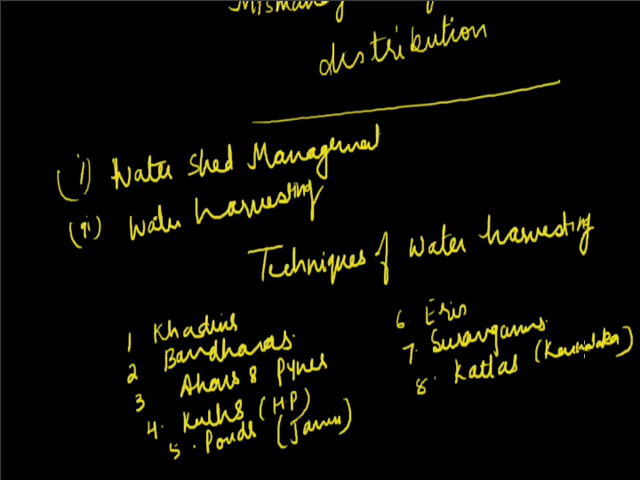 distribution
(i) Water Shed Management
(ii) Water harvesting
Techniques of water harvesting
1 Khadins
2 Bandharas.
3 Ahars & Pynes
4. Kulhs (HP)
5. Ponds (Jammu)
6. Eris
7. Surangams.
8. Kattas (Karnataka)